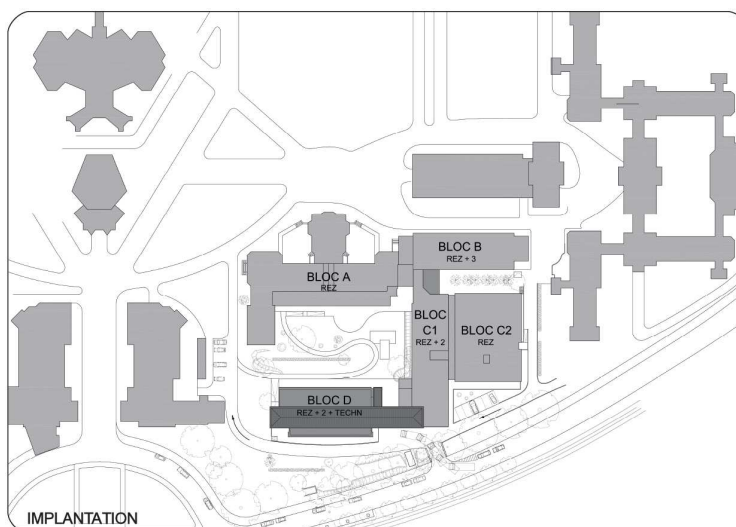 BLOC B
REZ + 3
BLOC A
REZ
BLOC
C1
REZ + 2
BLOC C2
REZ
BLOC D
REZ + 2 + TECHN
IMPLANTATION